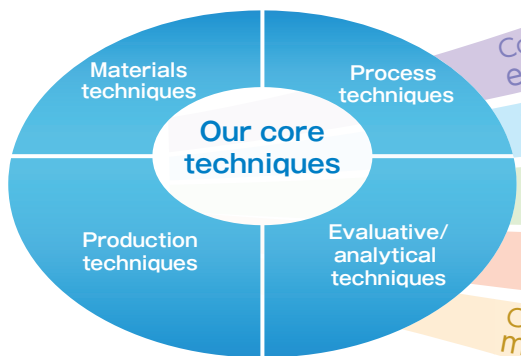 Materials
techniques
Process
techniques
Our core
techniques
Production
techniques
Evaluative/
analytical
techniques